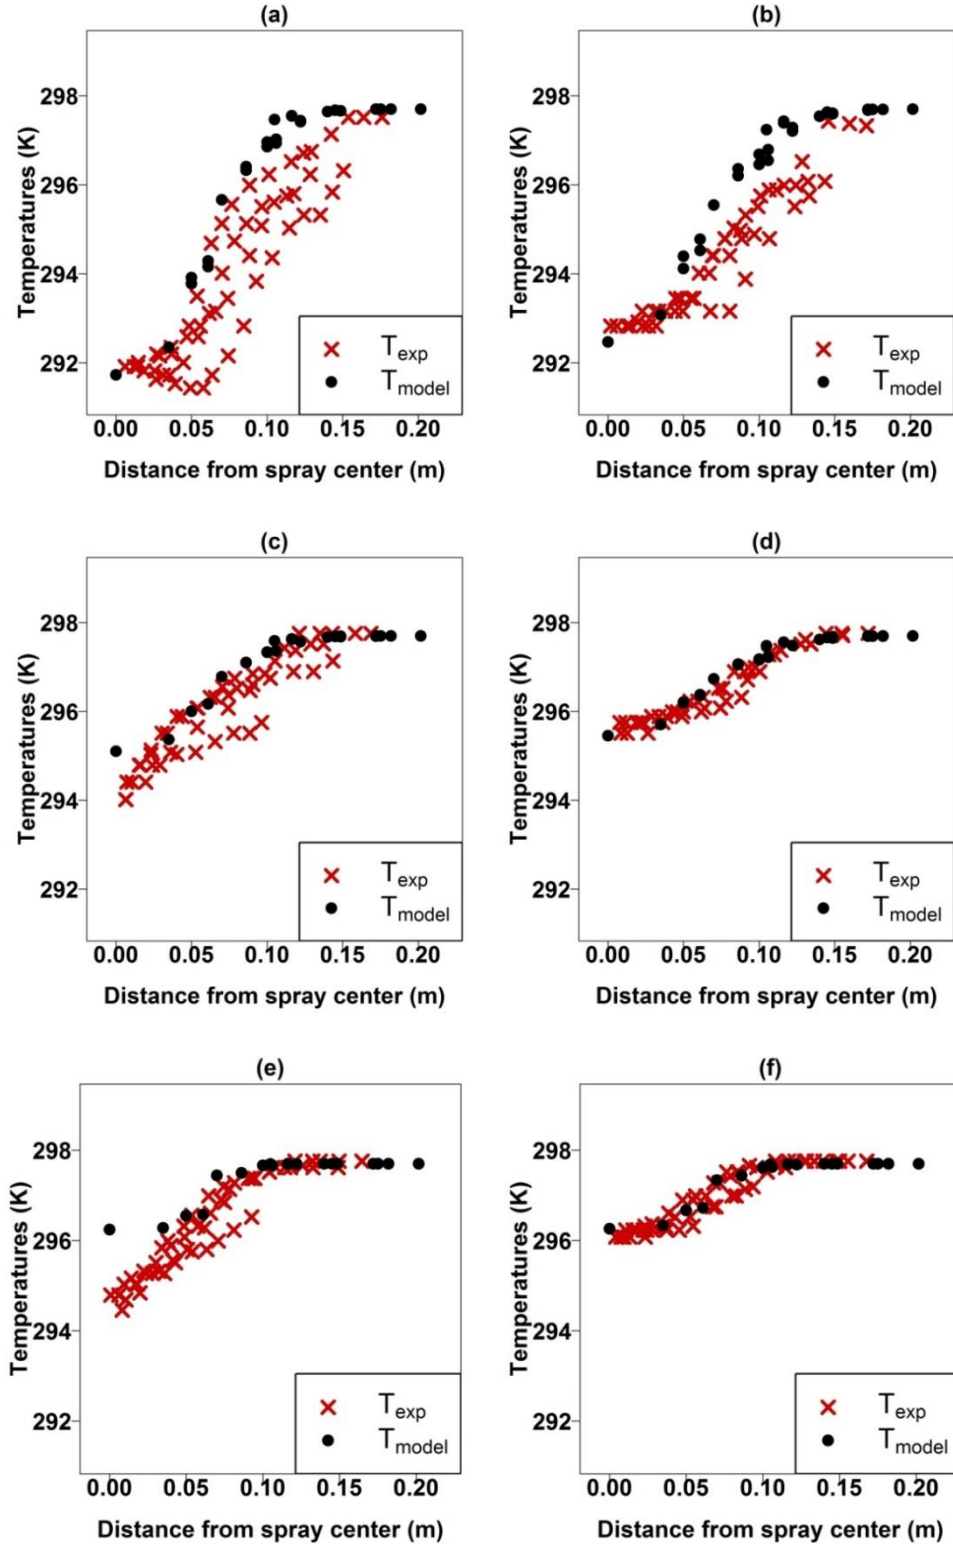 (a)
298
296
294
292
Temperatures (K)
T_exp
T_model
0.00 0.05 0.10 0.15 0.20
Distance from spray center (m)
(b)
298
296
294
292
Temperatures (K)
T_exp
T_model
0.00 0.05 0.10 0.15 0.20
Distance from spray center (m)
(c)
298
296
294
292
Temperatures (K)
T_exp
T_model
0.00 0.05 0.10 0.15 0.20
Distance from spray center (m)
(d)
298
296
294
292
Temperatures (K)
T_exp
T_model
0.00 0.05 0.10 0.15 0.20
Distance from spray center (m)
(e)
298
296
294
292
Temperatures (K)
T_exp
T_model
0.00 0.05 0.10 0.15 0.20
Distance from spray center (m)
(f)
298
296
294
292
Temperatures (K)
T_exp
T_model
0.00 0.05 0.10 0.15 0.20
Distance from spray center (m)